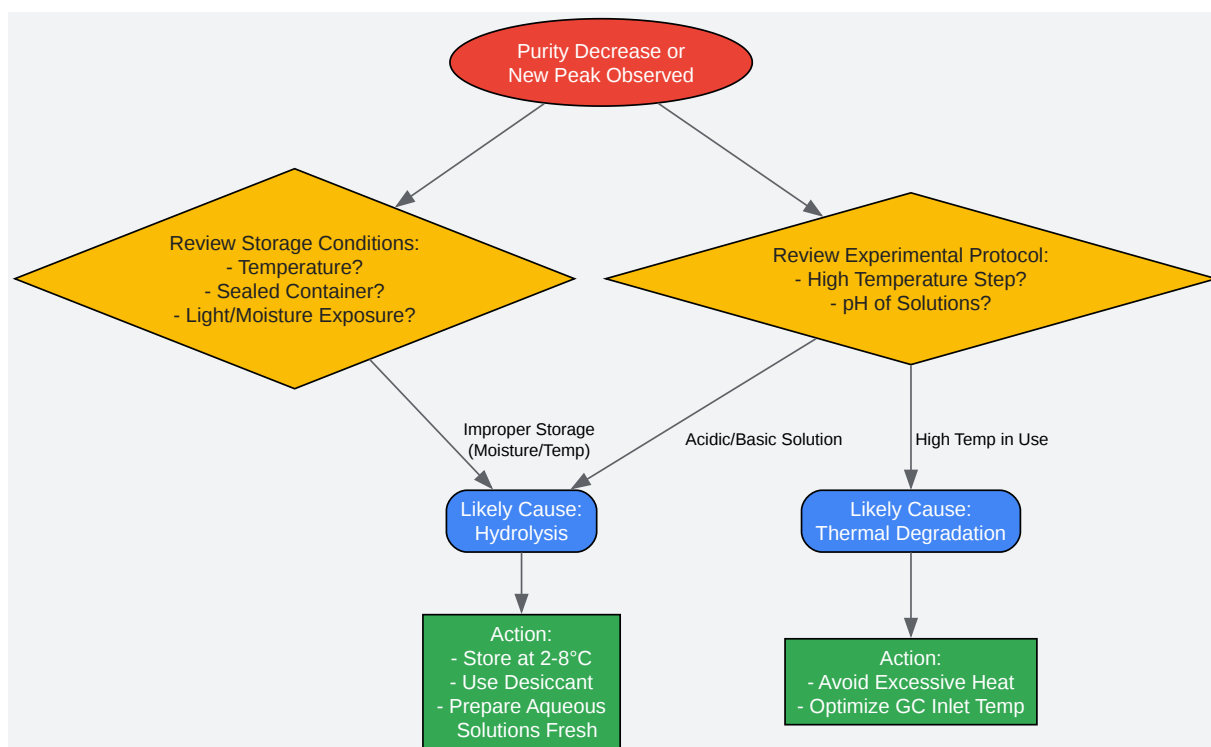 Purity Decrease or
New Peak Observed
Review Storage Conditions:
- Temperature?
- Sealed Container?
- Light/Moisture Exposure?
Review Experimental Protocol:
- High Temperature Step?
- pH of Solutions?
Improper Storage
(Moisture/Temp)
Acidic/Basic Solution
High Temp in Use
Likely Cause:
Hydrolysis
Likely Cause:
Thermal Degradation
Action:
- Store at 2-8°C
- Use Desiccant
- Prepare Aqueous
Solutions Fresh
Action:
- Avoid Excessive Heat
- Optimize GC Inlet Temp